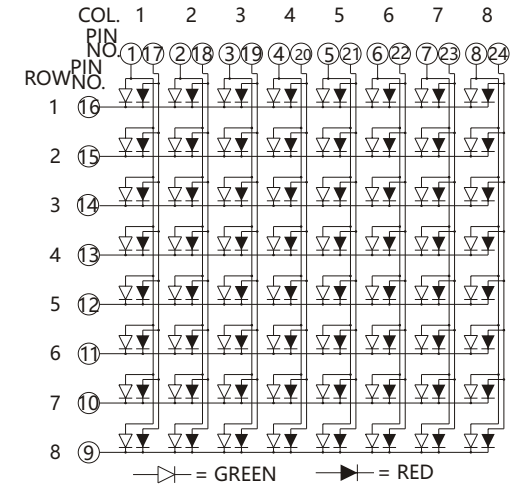 COL. 1 2 3 4 5 6 7 8
PIN
NO. 1 17 2 18 3 19 4 20 5 21 6 22 7 23 8 24
PIN
ROW NO.
1 16
2 15
3 14
4 13
5 12
6 11
7 10
8 9
= GREEN = RED